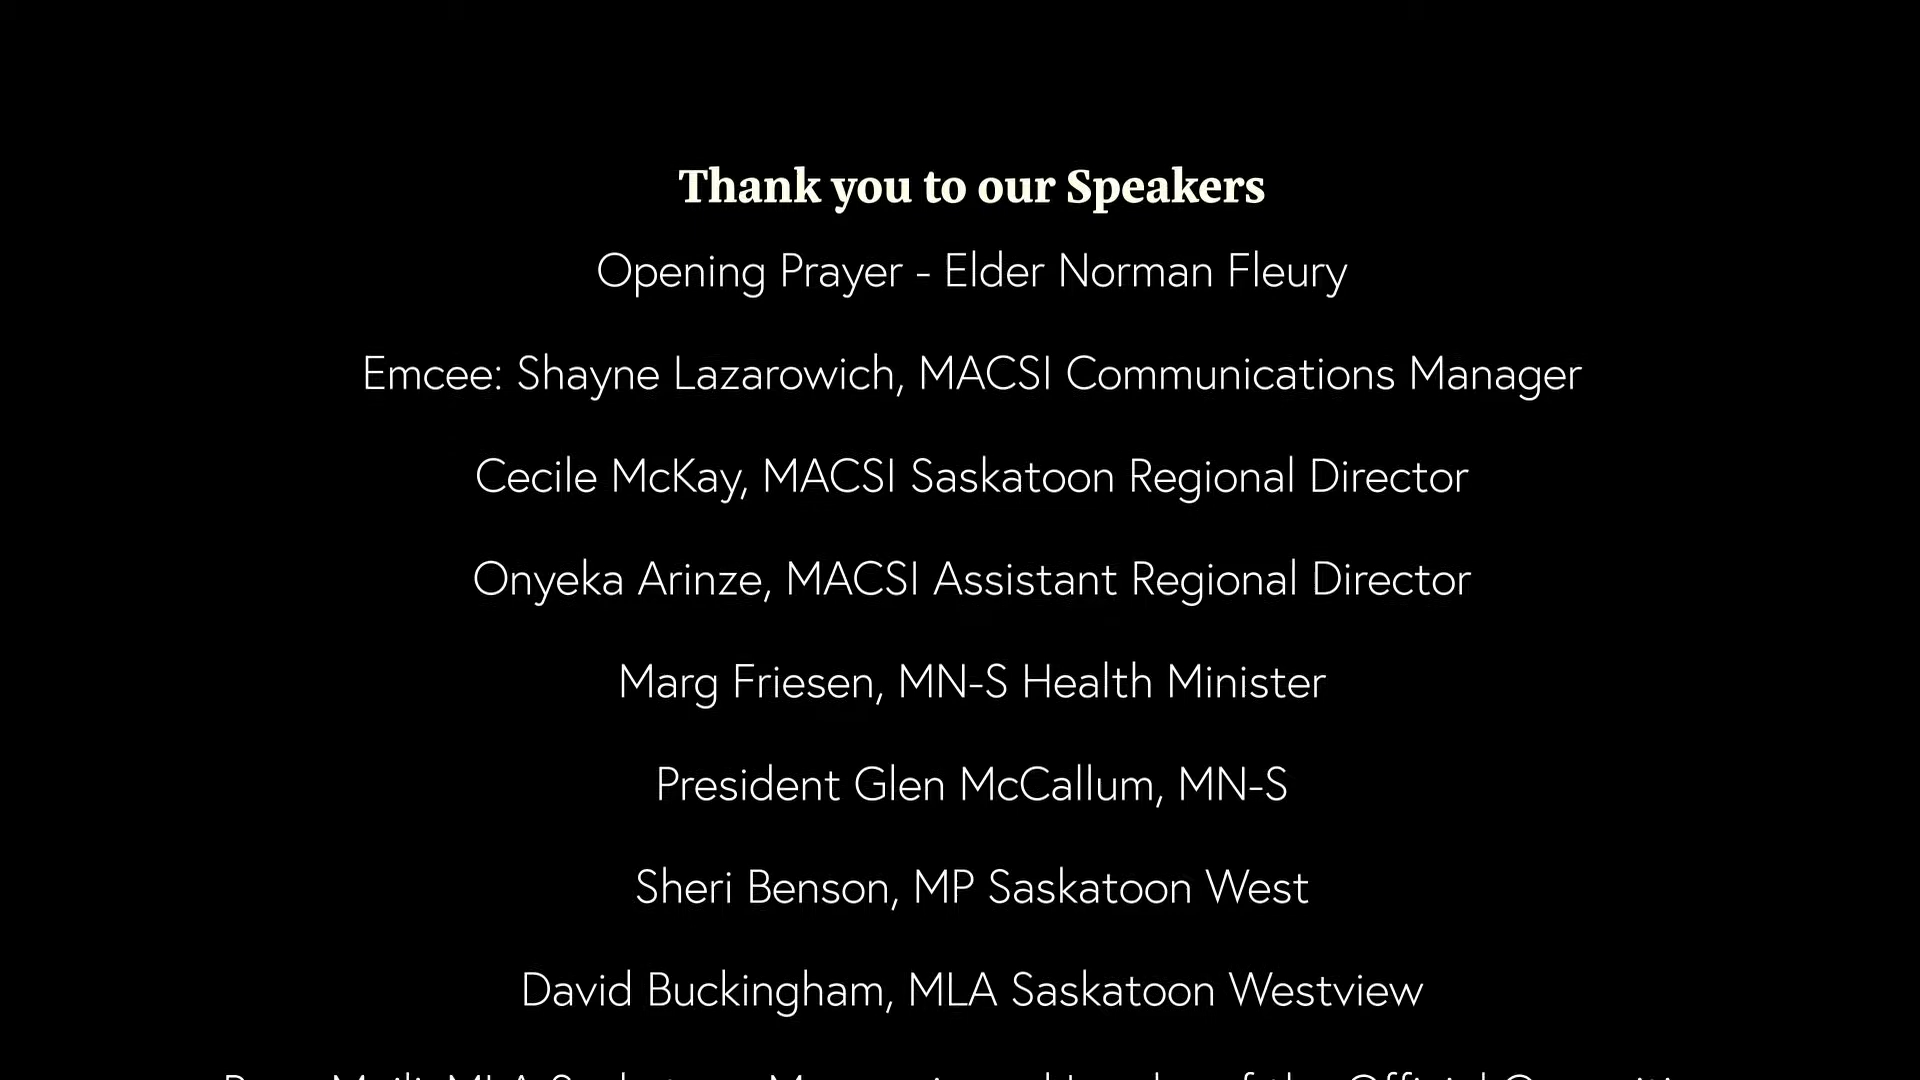 Thank you to our Speakers
Opening Prayer - Elder Norman Fleury
Emcee: Shayne Lazarowich, MACSI Communications Manager
Cecile McKay, MACSI Saskatoon Regional Director
Onyeka Arinze, MACSI Assistant Regional Director
Marg Friesen, MN-S Health Minister
President Glen McCallum, MN-S
Sheri Benson, MP Saskatoon West
David Buckingham, MLA Saskatoon Westview